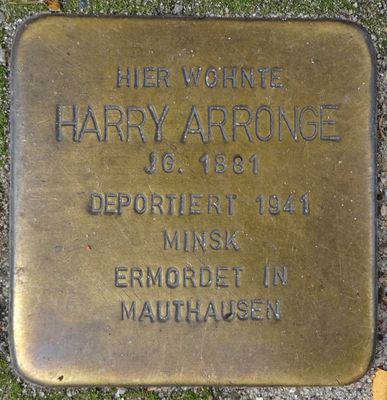 HIER WOHNTE
HARRY ARRONGE
JG. 1881
DEPORTIERT 1941
MINSK
ERMORDET IN
MAUTHAUSEN